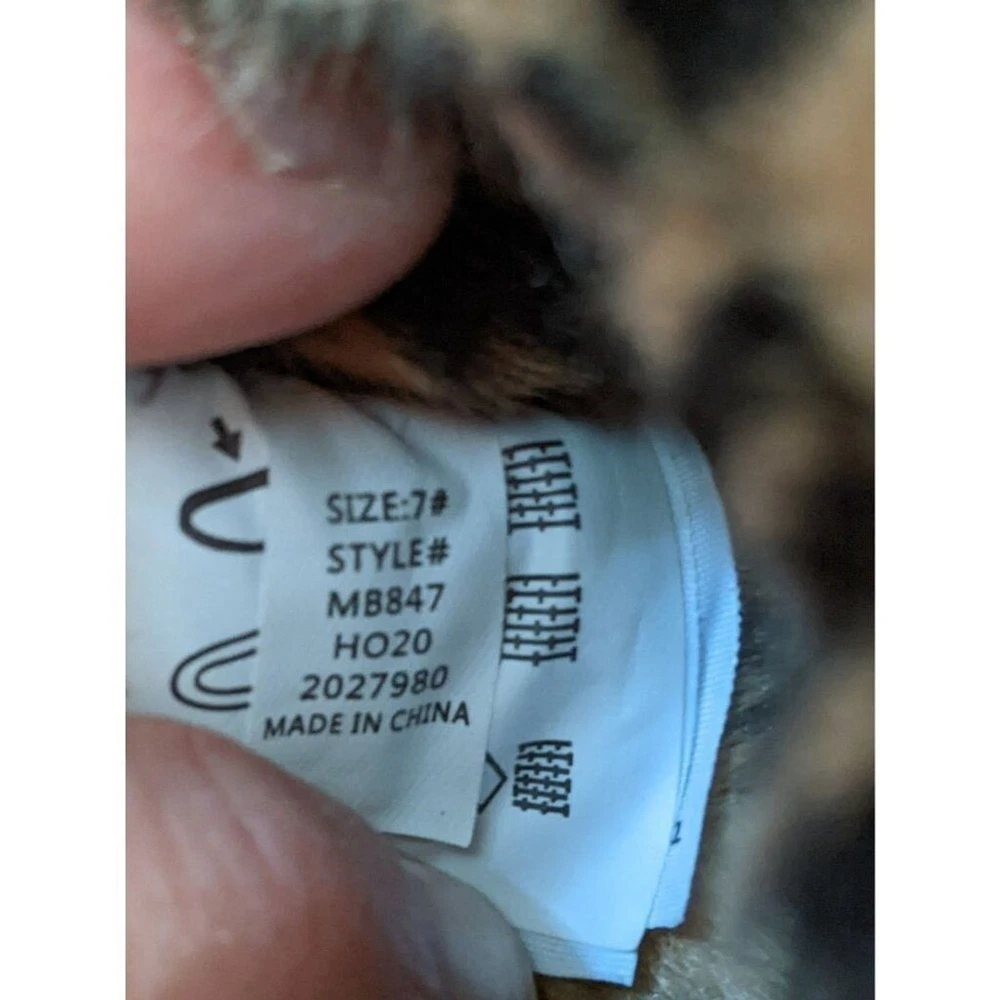 SIZE:7#
STYLE#
MB847
HO20
2027980
MADE IN CHINA